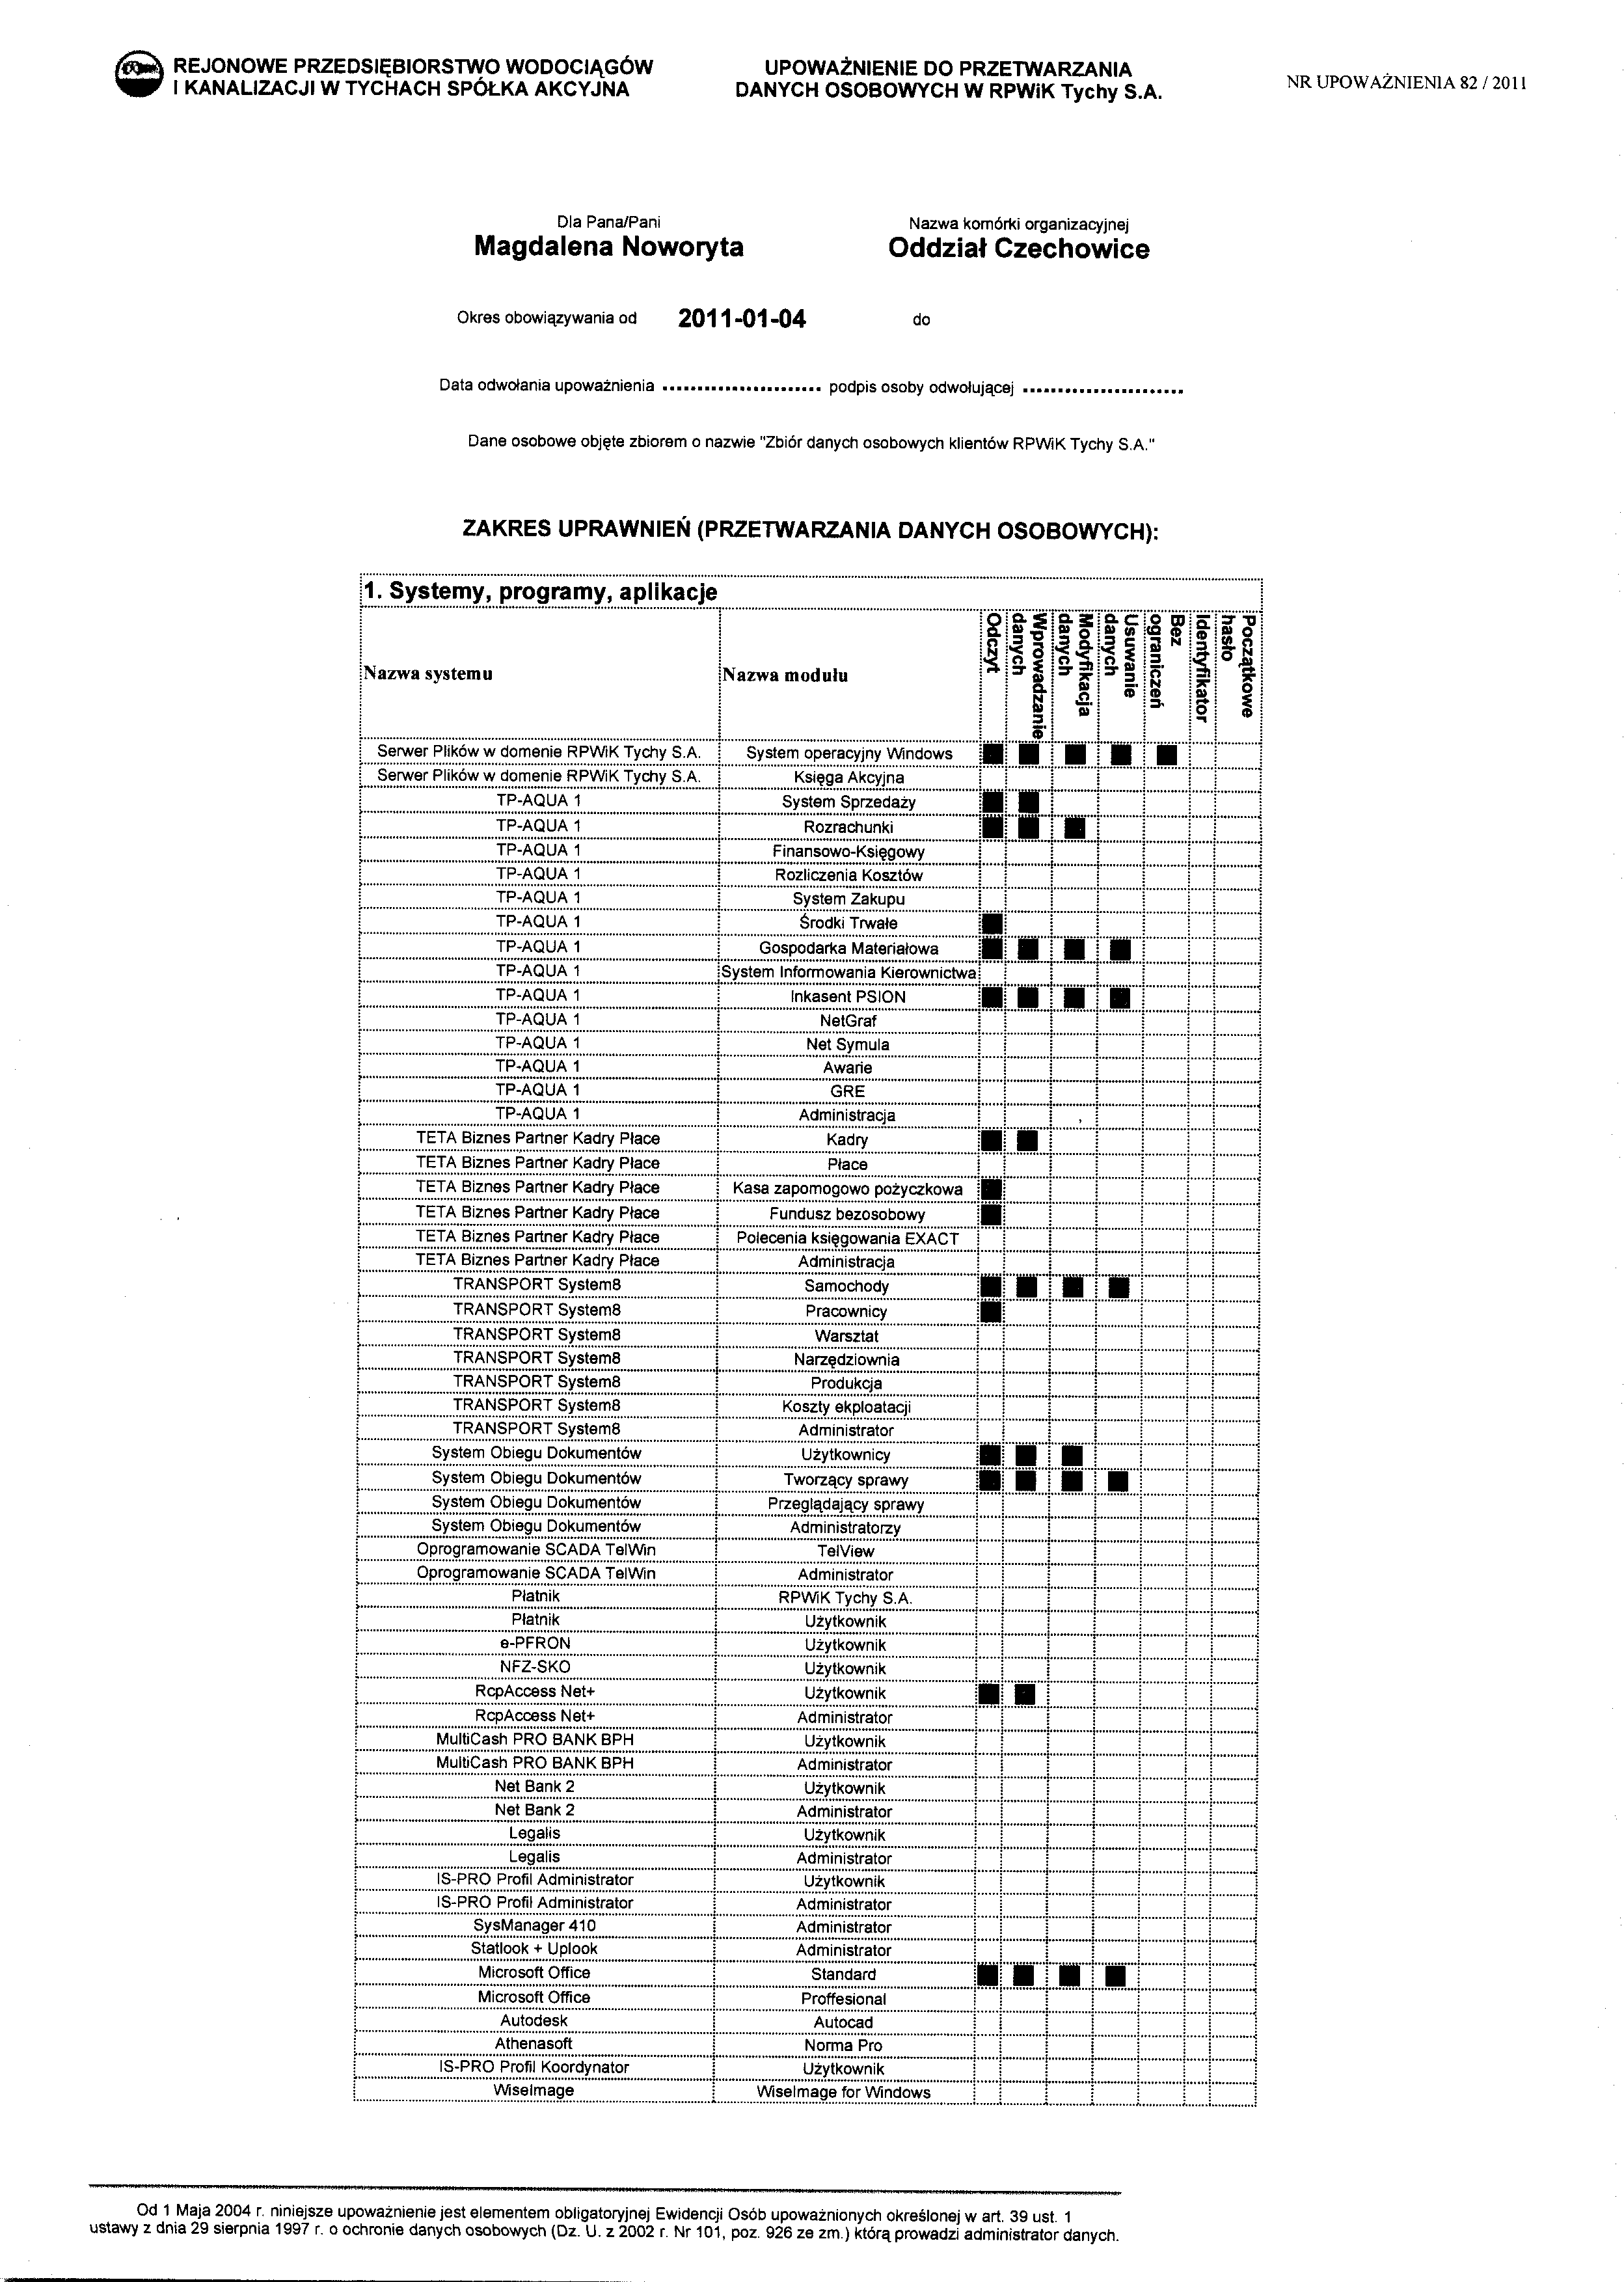 REJONOWE PRZEDSIĘBIORSTWO WODOCIĄGÓW
I KANALIZACJI W TYCHACH SPÓŁKA AKCYJNA
UPOWAŻNIENIE DO PRZETWARZANIA
DANYCH OSOBOWYCH W RPWiK Tychy S.A.
NR UPOWAŻNIENIA 82 / 2011
Dla Pana/Pani
Magdalena Noworyta
Nazwa komórki organizacyjnej
Oddział Czechowice
Okres obowiązywania od 2011-01-04 do
Data odwołania upoważnienia ....................... podpis osoby odwołującej .......................
Dane osobowe objęte zbiorem o nazwie "Zbiór danych osobowych klientów RPWiK Tychy S.A."
ZAKRES UPRAWNIEŃ (PRZETWARZANIA DANYCH OSOBOWYCH):
1. Systemy, programy, aplikacje
Nazwa systemu
Nazwa modułu
Odczyt
Wprowadzanie
danych
Modyfikacja
danych
Usuwanie
danych
Bez
ograniczeń
Identyfikator
Początkowe
hasło
Serwer Plików w domenie RPWiK Tychy S.A. System operacyjny Windows
Serwer Plików w domenie RPWiK Tychy S.A. Księga Akcyjna
TP-AQUA 1 System Sprzedaży
TP-AQUA 1 Rozrachunki
TP-AQUA 1 Finansowo-Księgowy
TP-AQUA 1 Rozliczenia Kosztów
TP-AQUA 1 System Zakupu
TP-AQUA 1 Środki Trwałe
TP-AQUA 1 Gospodarka Materiałowa
TP-AQUA 1 System Informowania Kierownictwa
TP-AQUA 1 Inkasent PSION
TP-AQUA 1 NetGraf
TP-AQUA 1 Net Symula
TP-AQUA 1 Awarie
TP-AQUA 1 GRE
TP-AQUA 1 Administracja
TETA Biznes Partner Kadry Płace Kadry
TETA Biznes Partner Kadry Płace Płace
TETA Biznes Partner Kadry Płace Kasa zapomogowo pożyczkowa
TETA Biznes Partner Kadry Płace Fundusz bezosobowy
TETA Biznes Partner Kadry Płace Polecenia księgowania EXACT
TETA Biznes Partner Kadry Płace Administracja
TRANSPORT System8 Samochody
TRANSPORT System8 Pracownicy
TRANSPORT System8 Warsztat
TRANSPORT System8 Narzędziownia
TRANSPORT System8 Produkcja
TRANSPORT System8 Koszty ekploatacji
TRANSPORT System8 Administrator
System Obiegu Dokumentów Użytkownicy
System Obiegu Dokumentów Tworzący sprawy
System Obiegu Dokumentów Przeglądający sprawy
System Obiegu Dokumentów Administratorzy
Oprogramowanie SCADA TelWin TelView
Oprogramowanie SCADA TelWin Administrator
Płatnik RPWiK Tychy S.A.
Płatnik Użytkownik
e-PFRON Użytkownik
NFZ-SKO Użytkownik
RcpAccess Net+ Użytkownik
RcpAccess Net+ Administrator
MultiCash PRO BANK BPH Użytkownik
MultiCash PRO BANK BPH Administrator
Net Bank 2 Użytkownik
Net Bank 2 Administrator
Legalis Użytkownik
Legalis Administrator
IS-PRO Profil Administrator Użytkownik
IS-PRO Profil Administrator Administrator
SysManager 410 Administrator
Statlook + Uplook Administrator
Microsoft Office Standard
Microsoft Office Proffesional
Autodesk Autocad
Athenasoft Norma Pro
IS-PRO Profil Koordynator Użytkownik
WiseImage WiseImage for Windows
Od 1 Maja 2004 r. niniejsze upoważnienie jest elementem obligatoryjnej Ewidencji Osób upoważnionych określonej w art. 39 ust. 1
ustawy z dnia 29 sierpnia 1997 r. o ochronie danych osobowych (Dz. U. z 2002 r. Nr 101, poz. 926 ze zm.) którą prowadzi administrator danych.